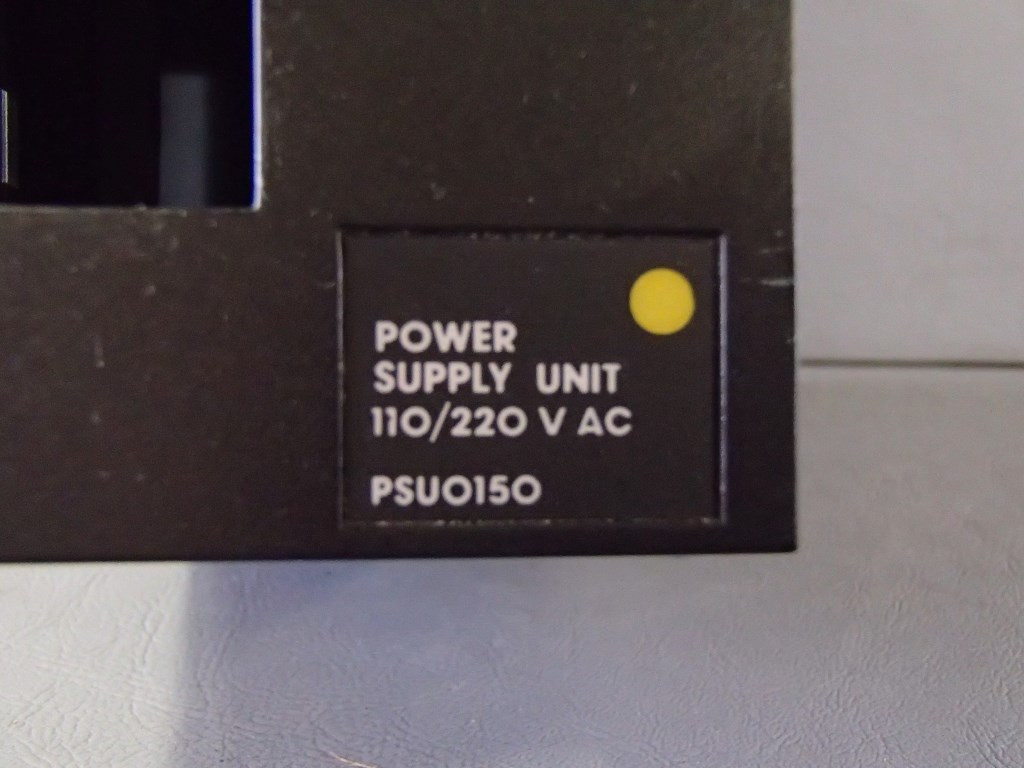 POWER
SUPPLY UNIT
110/220 V AC
PSU0150